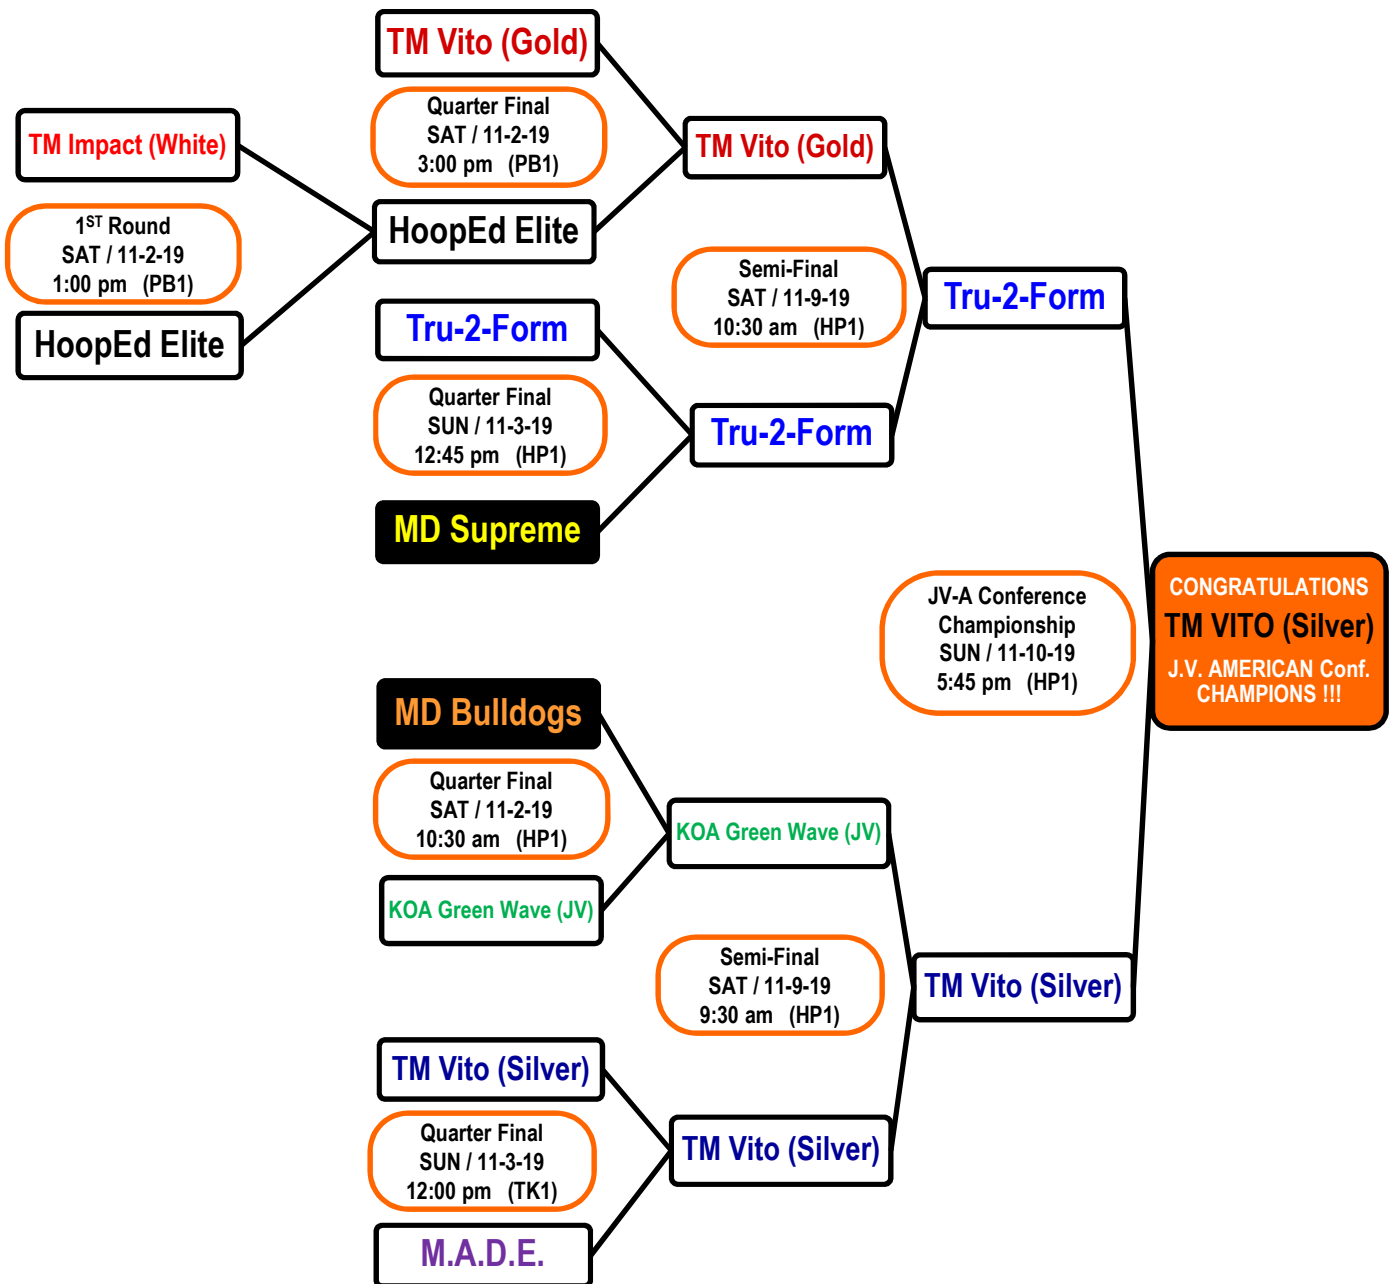 TM Vito (Gold)
Quarter Final
SAT / 11-2-19
3:00 pm (PB1)
TM Impact (White)
TM Vito (Gold)
1ST Round
SAT / 11-2-19
1:00 pm (PB1)
HoopEd Elite
HoopEd Elite
Semi-Final
SAT / 11-9-19
10:30 am (HP1)
Tru-2-Form
Tru-2-Form
Quarter Final
SUN / 11-3-19
12:45 pm (HP1)
Tru-2-Form
MD Supreme
JV-A Conference
Championship
SUN / 11-10-19
5:45 pm (HP1)
CONGRATULATIONS
TM VITO (Silver)
J.V. AMERICAN Conf.
CHAMPIONS !!!
MD Bulldogs
Quarter Final
SAT / 11-2-19
10:30 am (HP1)
KOA Green Wave (JV)
KOA Green Wave (JV)
Semi-Final
SAT / 11-9-19
9:30 am (HP1)
TM Vito (Silver)
TM Vito (Silver)
Quarter Final
SUN / 11-3-19
12:00 pm (TK1)
TM Vito (Silver)
M.A.D.E.